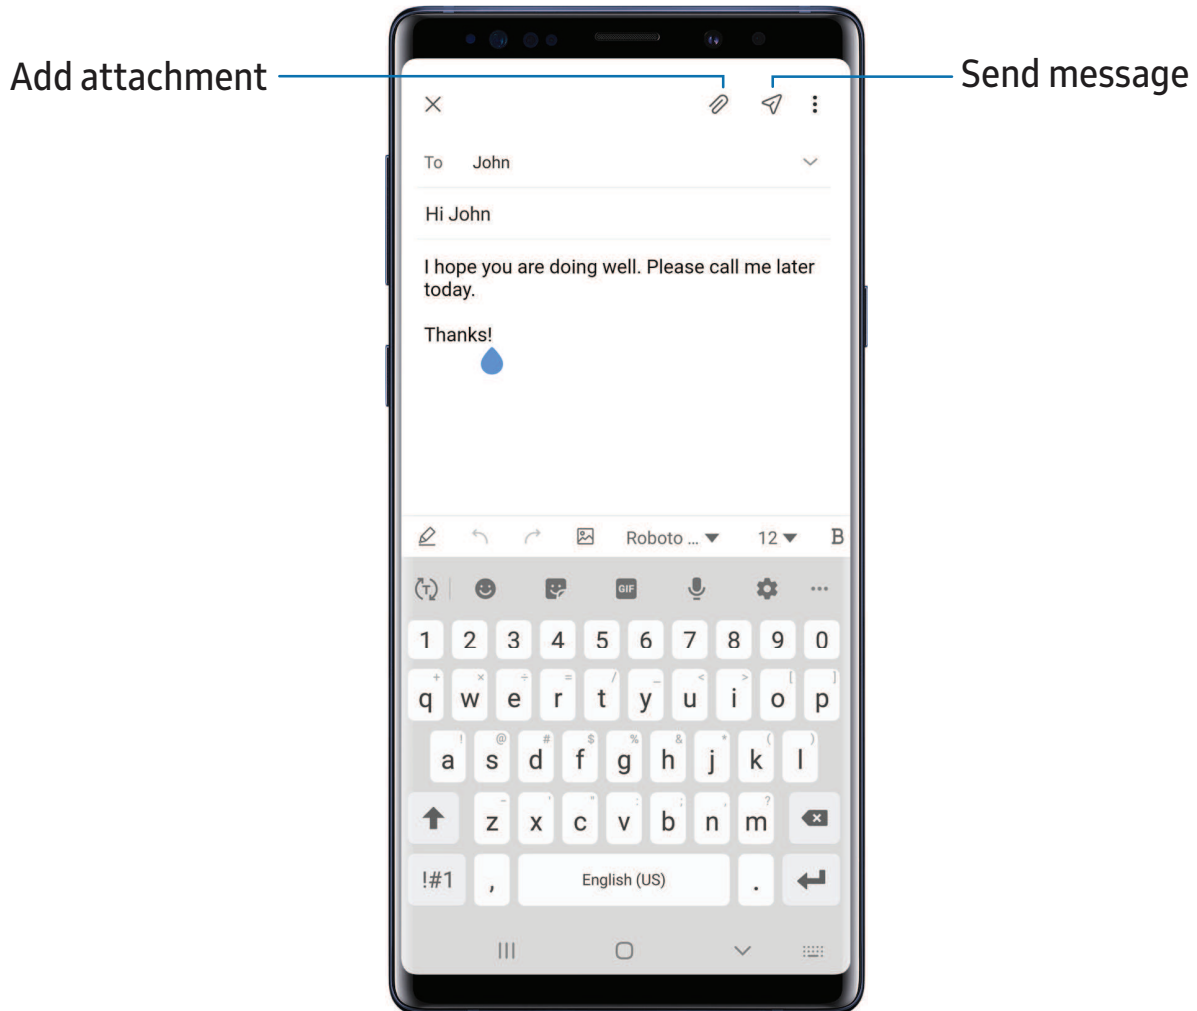 Add attachment
Send message
To John
Hi John
I hope you are doing well. Please call me later
today.
Thanks!
Roboto ... 12 B
T GIF
1 2 3 4 5 6 7 8 9 0
+ × ÷ = / _ < > [ ]
q w e r t y u i o p
! @ # $ % & * ( )
a s d f g h j k l
- ' " : ; , ?
z x c v b n m
!#1 , English (US) .